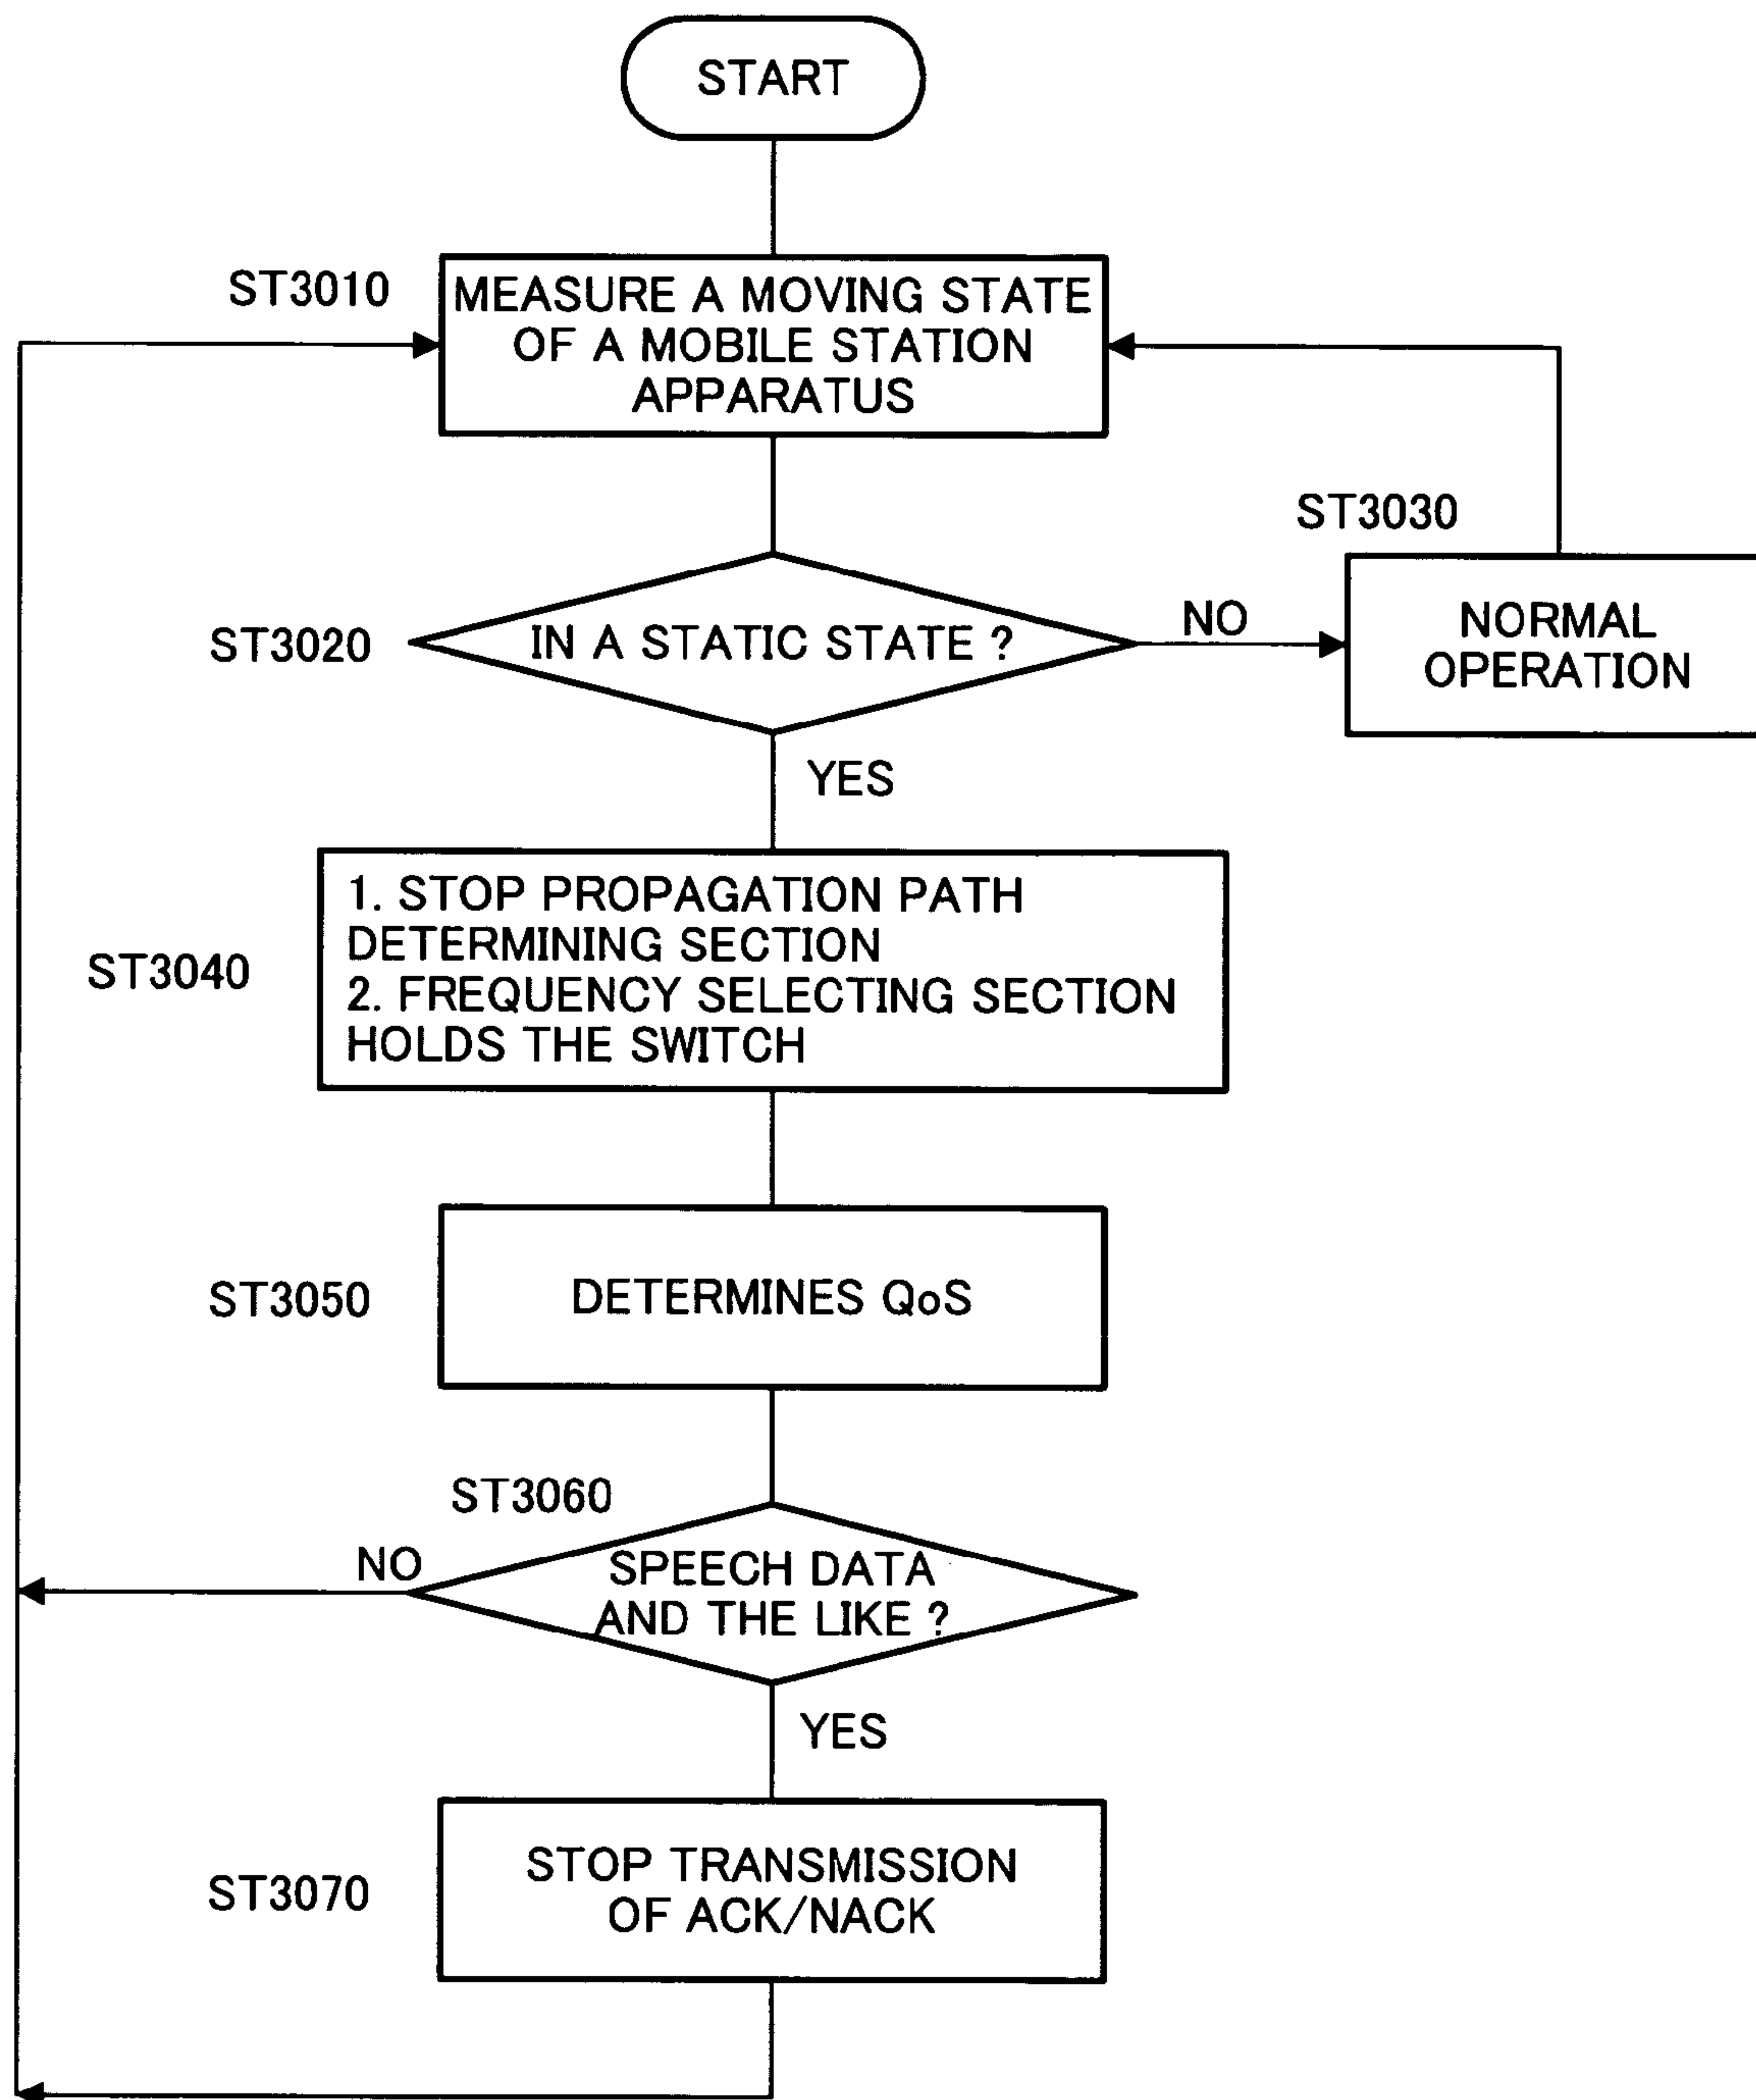 START
ST3010
MEASURE A MOVING STATE
OF A MOBILE STATION
APPARATUS
ST3030
NORMAL
OPERATION
ST3020
IN A STATIC STATE ?
NO
YES
ST3040
1. STOP PROPAGATION PATH
DETERMINING SECTION
2. FREQUENCY SELECTING SECTION
HOLDS THE SWITCH
ST3050
DETERMINES QoS
ST3060
NO
SPEECH DATA
AND THE LIKE ?
YES
ST3070
STOP TRANSMISSION
OF ACK/NACK